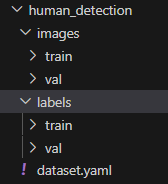 human_detection
images
train
val
labels
train
val
! dataset.yaml